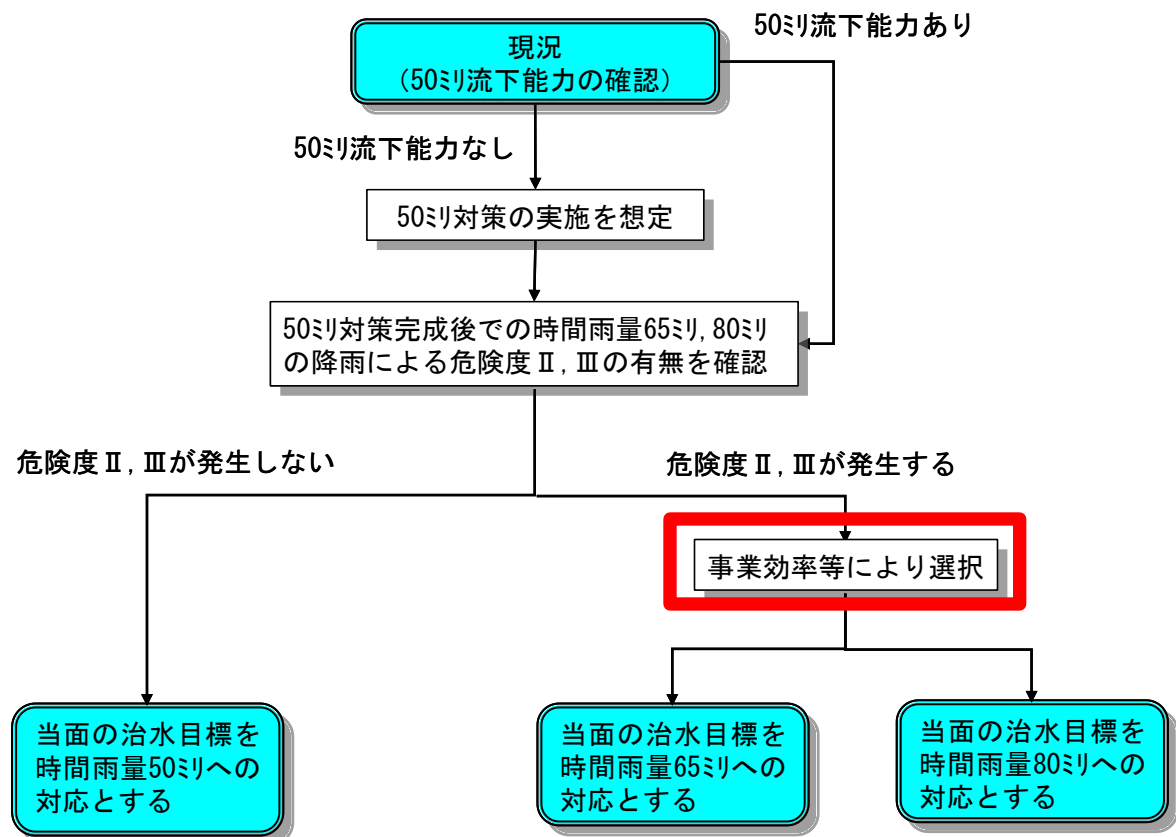 50ﾐﾘ流下能力あり
現況
（50ﾐﾘ流下能力の確認）
50ﾐﾘ流下能力なし
50ﾐﾘ対策の実施を想定
50ﾐﾘ対策完成後での時間雨量65ﾐﾘ,80ﾐﾘ
の降雨による危険度Ⅱ,Ⅲの有無を確認
危険度Ⅱ,Ⅲが発生しない
危険度Ⅱ,Ⅲが発生する
事業効率等により選択
当面の治水目標を
時間雨量50ﾐﾘへの
対応とする
当面の治水目標を
時間雨量65ﾐﾘへの
対応とする
当面の治水目標を
時間雨量80ﾐﾘへの
対応とする